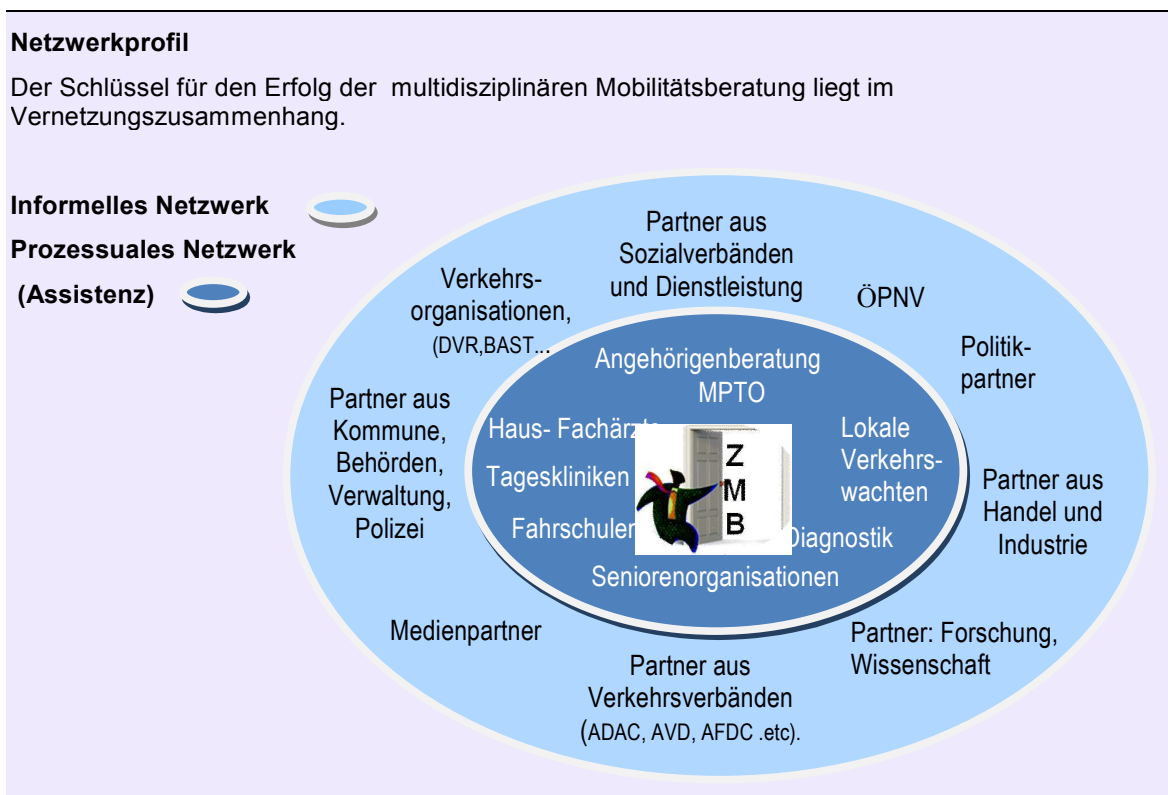 Netzwerkprofil
Der Schlüssel für den Erfolg der multidisziplinären Mobilitätsberatung liegt im
Vernetzungszusammenhang.
Informelles Netzwerk
Prozessuales Netzwerk
(Assistenz)
Partner aus
Sozialverbänden
und Dienstleistung
Verkehrs-
organisationen,
(DVR,BAST...
ÖPNV
Politik-
partner
Partner aus
Kommune,
Behörden,
Verwaltung,
Polizei
Angehörigenberatung
MPTO
Haus- Fachärzte
Tageskliniken
Fahrschulen
Z
M
B
Lokale
Verkehrs-
wachten
Diagnostik
Seniorenorganisationen
Partner aus
Handel und
Industrie
Medienpartner
Partner: Forschung,
Wissenschaft
Partner aus
Verkehrsverbänden
(ADAC, AVD, AFDC .etc).